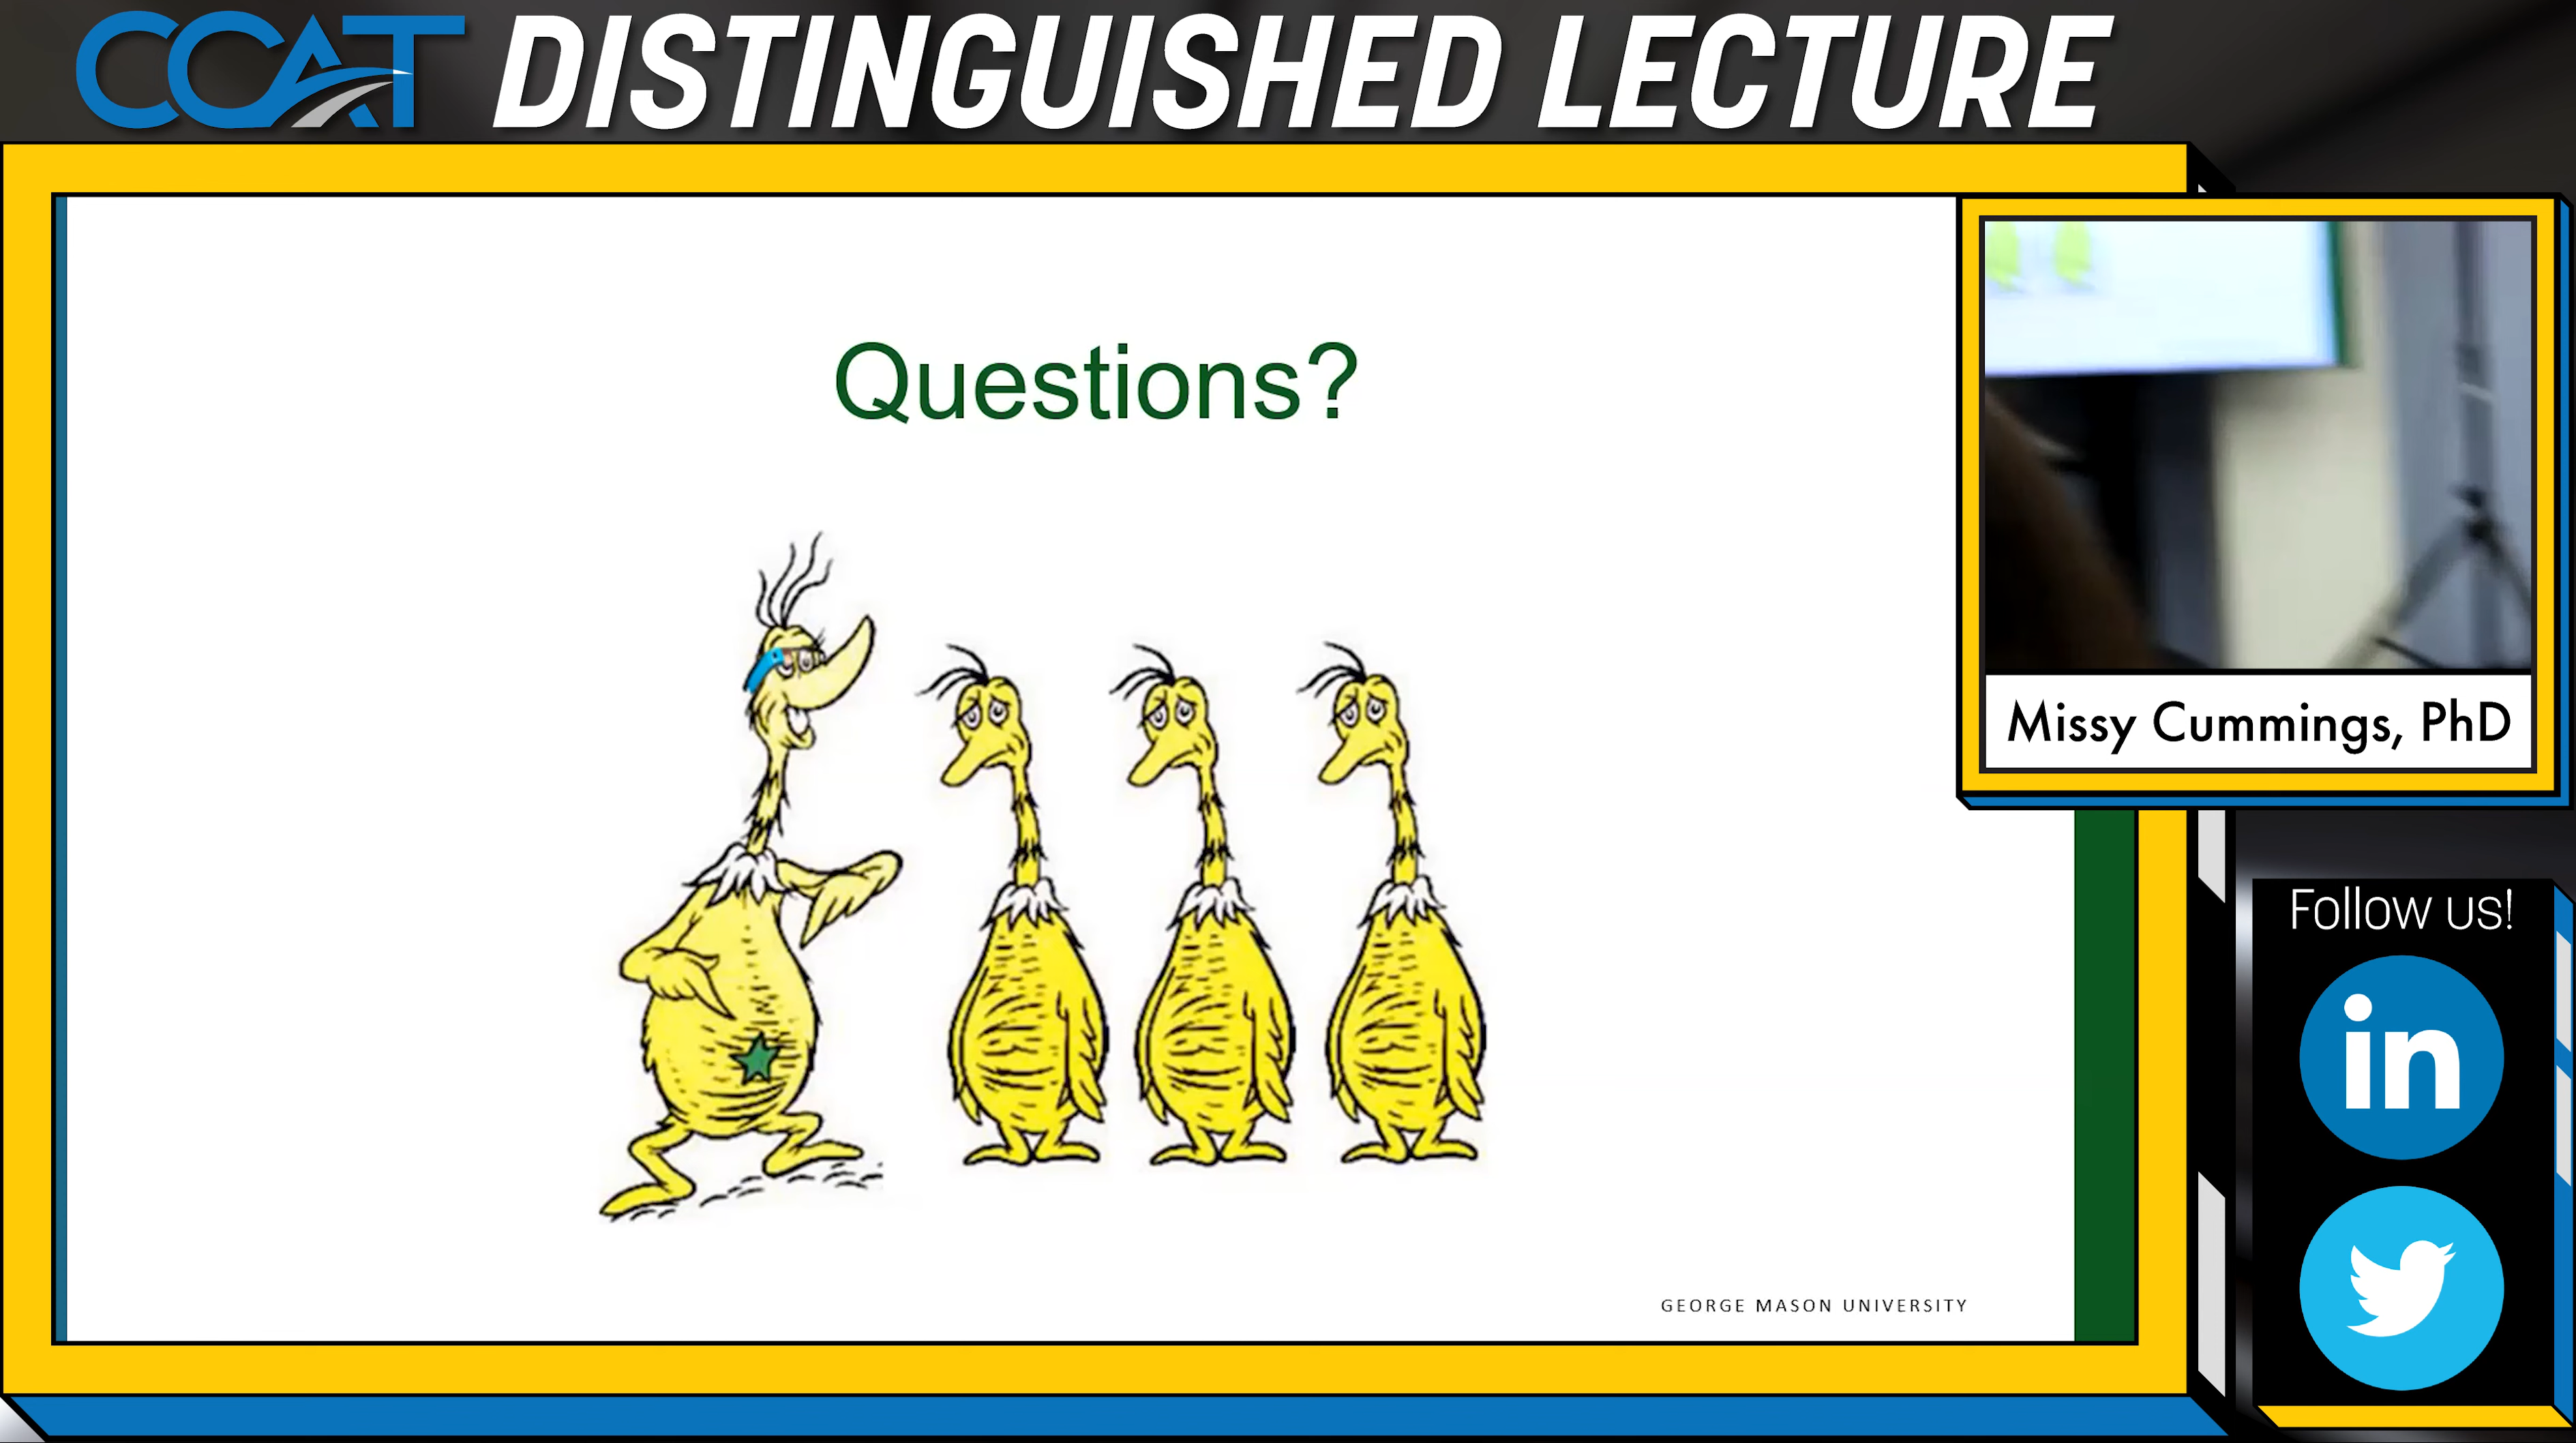 CCAT DISTINGUISHED LECTURE
Questions?
Missy Cummings, PhD
Follow us!
in
GEORGE MASON UNIVERSITY